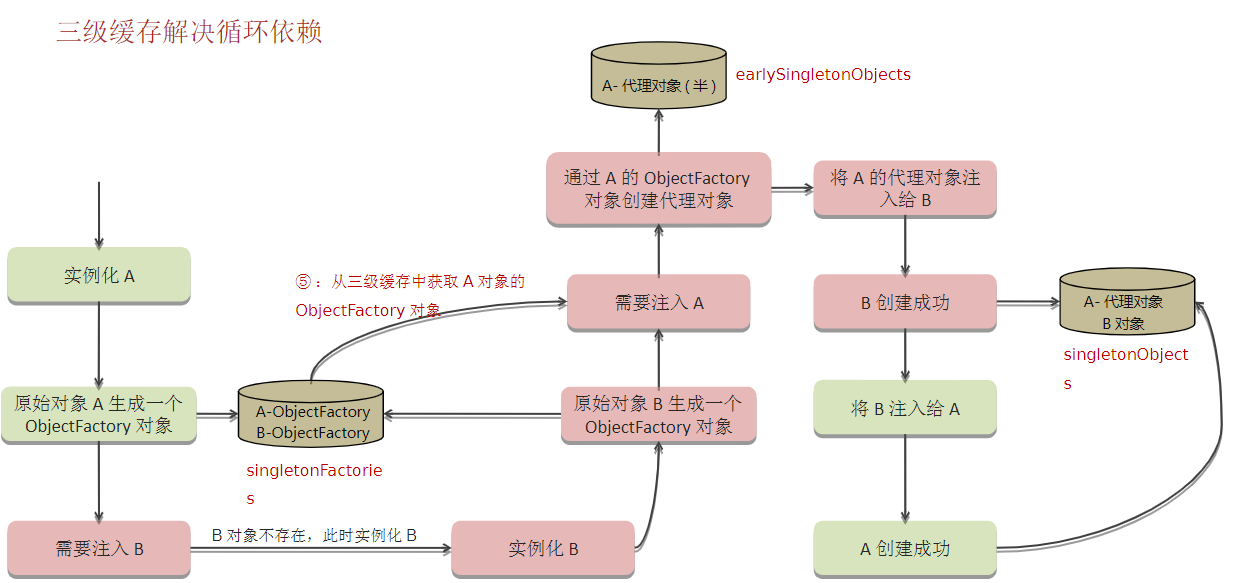 三级缓存解决循环依赖
A- 代理对象 ( 半 )
earlySingletonObjects
通过 A 的 ObjectFactory
对象创建代理对象
将 A 的代理对象注
入给 B
实例化 A
⑤ ：从三级缓存中获取 A 对象的
ObjectFactory 对象
需要注入 A
B 创建成功
A- 代理对象
B 对象
singletonObject
s
原始对象 A 生成一个
ObjectFactory 对象
A-ObjectFactory
B-ObjectFactory
singletonFactorie
s
原始对象 B 生成一个
ObjectFactory 对象
将 B 注入给 A
需要注入 B
B 对象不存在，此时实例化 B
实例化 B
A 创建成功